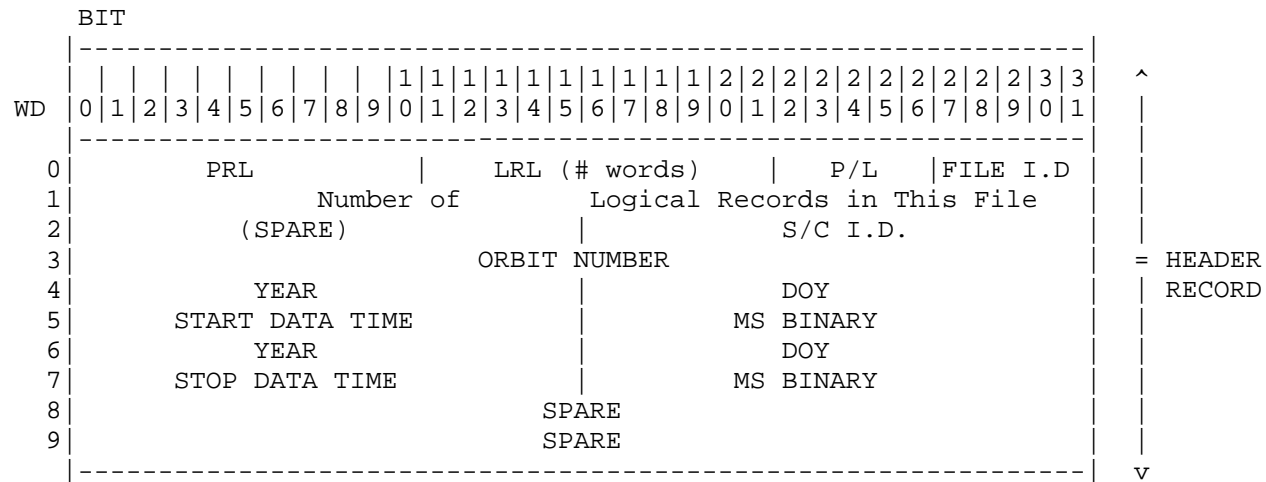 BIT
|---------------------------------------------------------------|
| | | | | | | | | | |1|1|1|1|1|1|1|1|1|1|2|2|2|2|2|2|2|2|2|2|3|3| ^
WD |0|1|2|3|4|5|6|7|8|9|0|1|2|3|4|5|6|7|8|9|0|1|2|3|4|5|6|7|8|9|0|1| |
|---------------------------------------------------------------| |
0| PRL | LRL (# words) | P/L |FILE I.D | |
1| Number of Logical Records in This File | |
2| (SPARE) | S/C I.D. | |
3| ORBIT NUMBER | = HEADER
4| YEAR | DOY | | RECORD
5| START DATA TIME | MS BINARY | |
6| YEAR | DOY | |
7| STOP DATA TIME | MS BINARY | |
8| SPARE | |
9| SPARE | |
|---------------------------------------------------------------| v